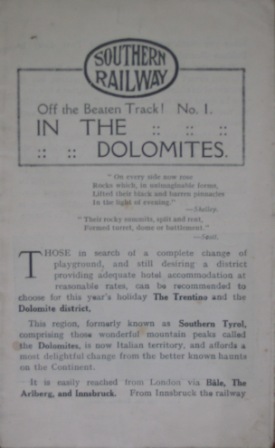 SOUTHERN
RAILWAY
Off the Beaten Track! No. 1.
IN THE :: :: ::
:: :: DOLOMITES.
"On every side now rose
Rocks which, in unimaginable forms,
Lifted their black and barren pinnacles
In the light of evening."
—Shelley.
"Their rocky summits, split and rent,
Formed turret, dome or battlement."
—Scott.
THOSE in search of a complete change of
playground, and still desiring a district
providing adequate hotel accommodation at
reasonable rates, can be recommended to
choose for this year's holiday The Trentino and the
Dolomite district.
This region, formerly known as Southern Tyrol,
comprising those wonderful mountain peaks called
the Dolomites, is now Italian territory, and affords a
most delightful change from the better known haunts
on the Continent.
It is easily reached from London via Bâle, The
Arlberg, and Innsbruck. From Innsbruck the railway